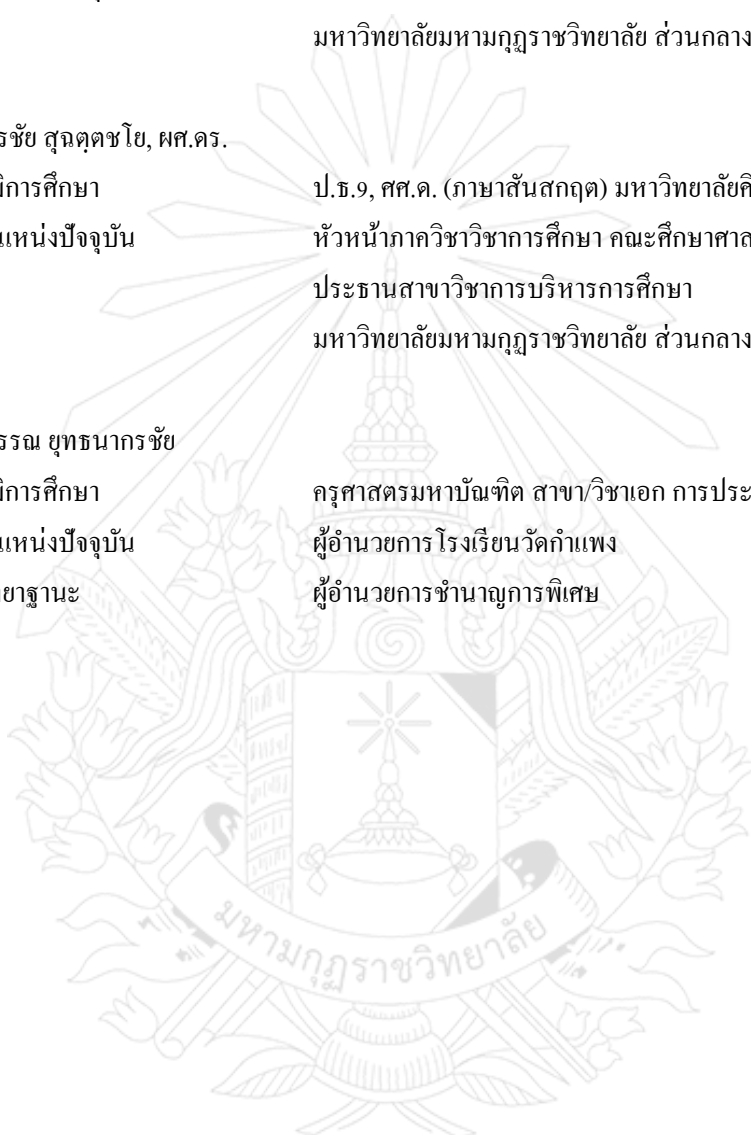 มหาวิทยาลัยมหามกุฏราชวิทยาลัย ส่วนกลาง
รชัย สุฉตฺตชโย, ผศ.ดร.
ิการศึกษา ป.ธ.9, ศศ.ด. (ภาษาสันสกฤต) มหาวิทยาลัยศิ
แหน่งปัจจุบัน หัวหน้าภาควิชาวิชาการศึกษา คณะศึกษาศาส
ประธานสาขาวิชาการบริหารการศึกษา
มหาวิทยาลัยมหามกุฏราชวิทยาลัย ส่วนกลาง
รรณ ยุทธนากรชัย
ิการศึกษา ครุศาสตรมหาบัณฑิต สาขา/วิชาเอก การประ
แหน่งปัจจุบัน ผู้อำนวยการโรงเรียนวัดกำแพง
ยาฐานะ ผู้อำนวยการชำนาญการพิเศษ
มหามกุฏราชวิทยาลัย